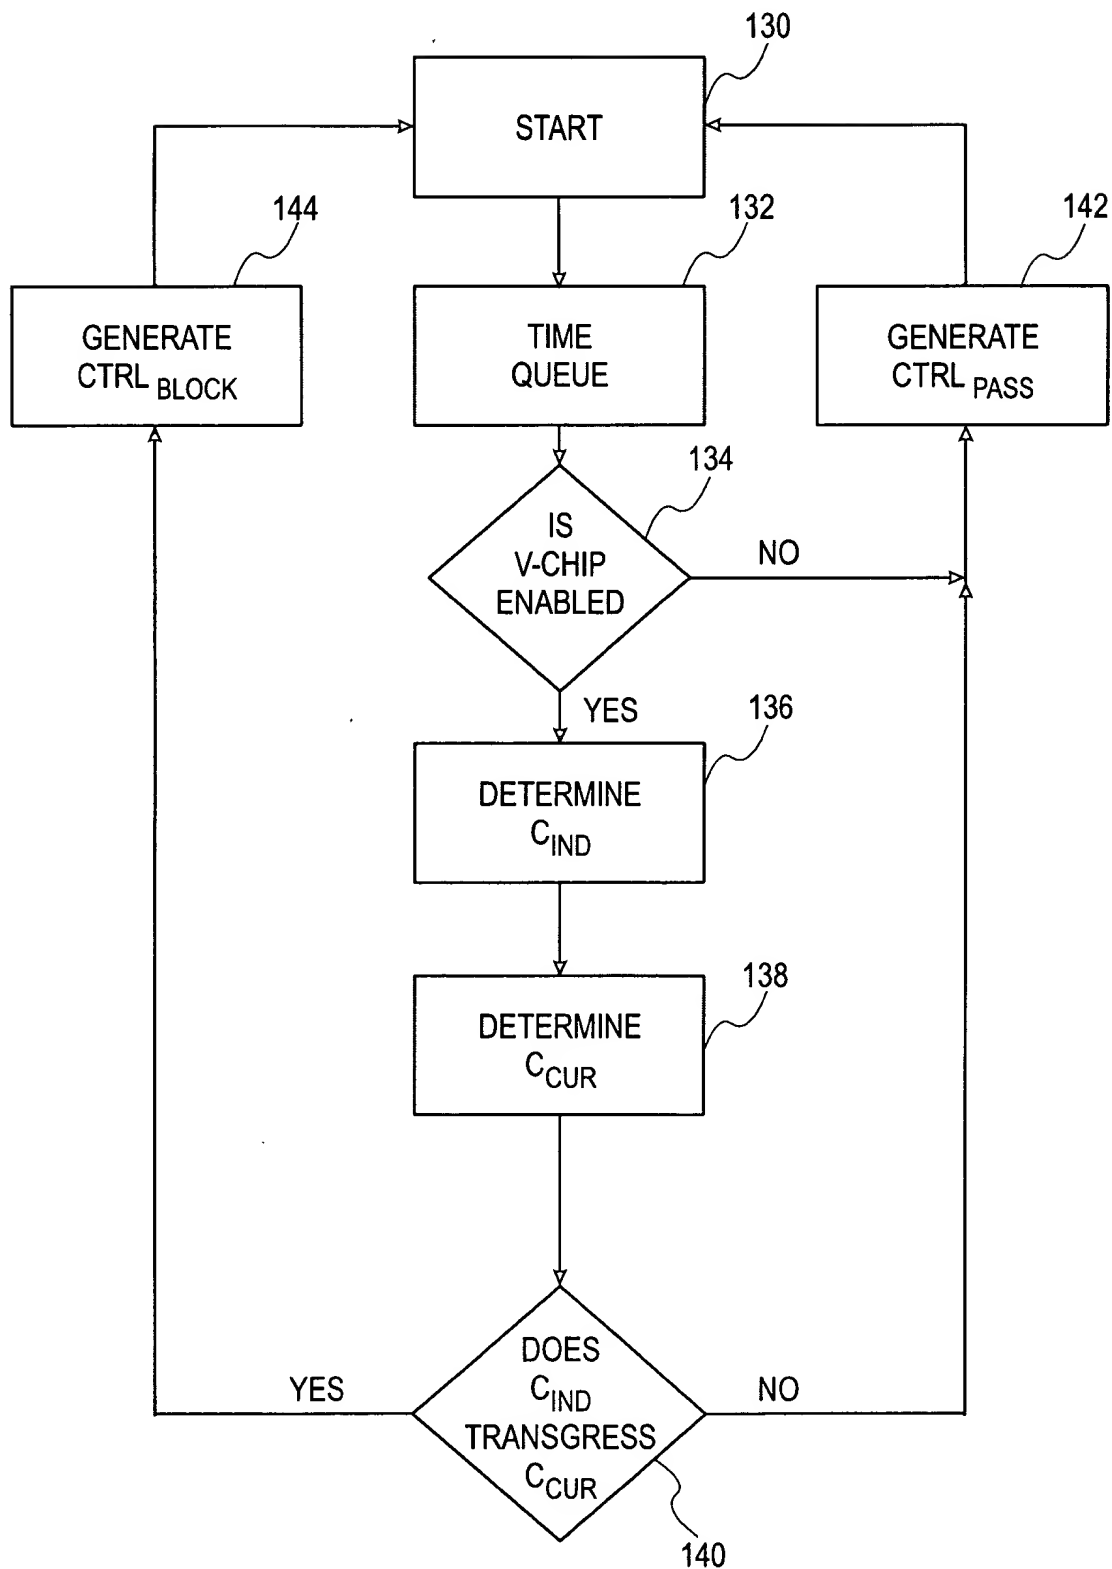 130
START
144
132
142
GENERATE
CTRL BLOCK
TIME
QUEUE
GENERATE
CTRL PASS
134
IS
V-CHIP
ENABLED
NO
YES
136
DETERMINE
CIND
138
DETERMINE
CCUR
DOES
CIND
TRANSGRESS
CCUR
YES
NO
140